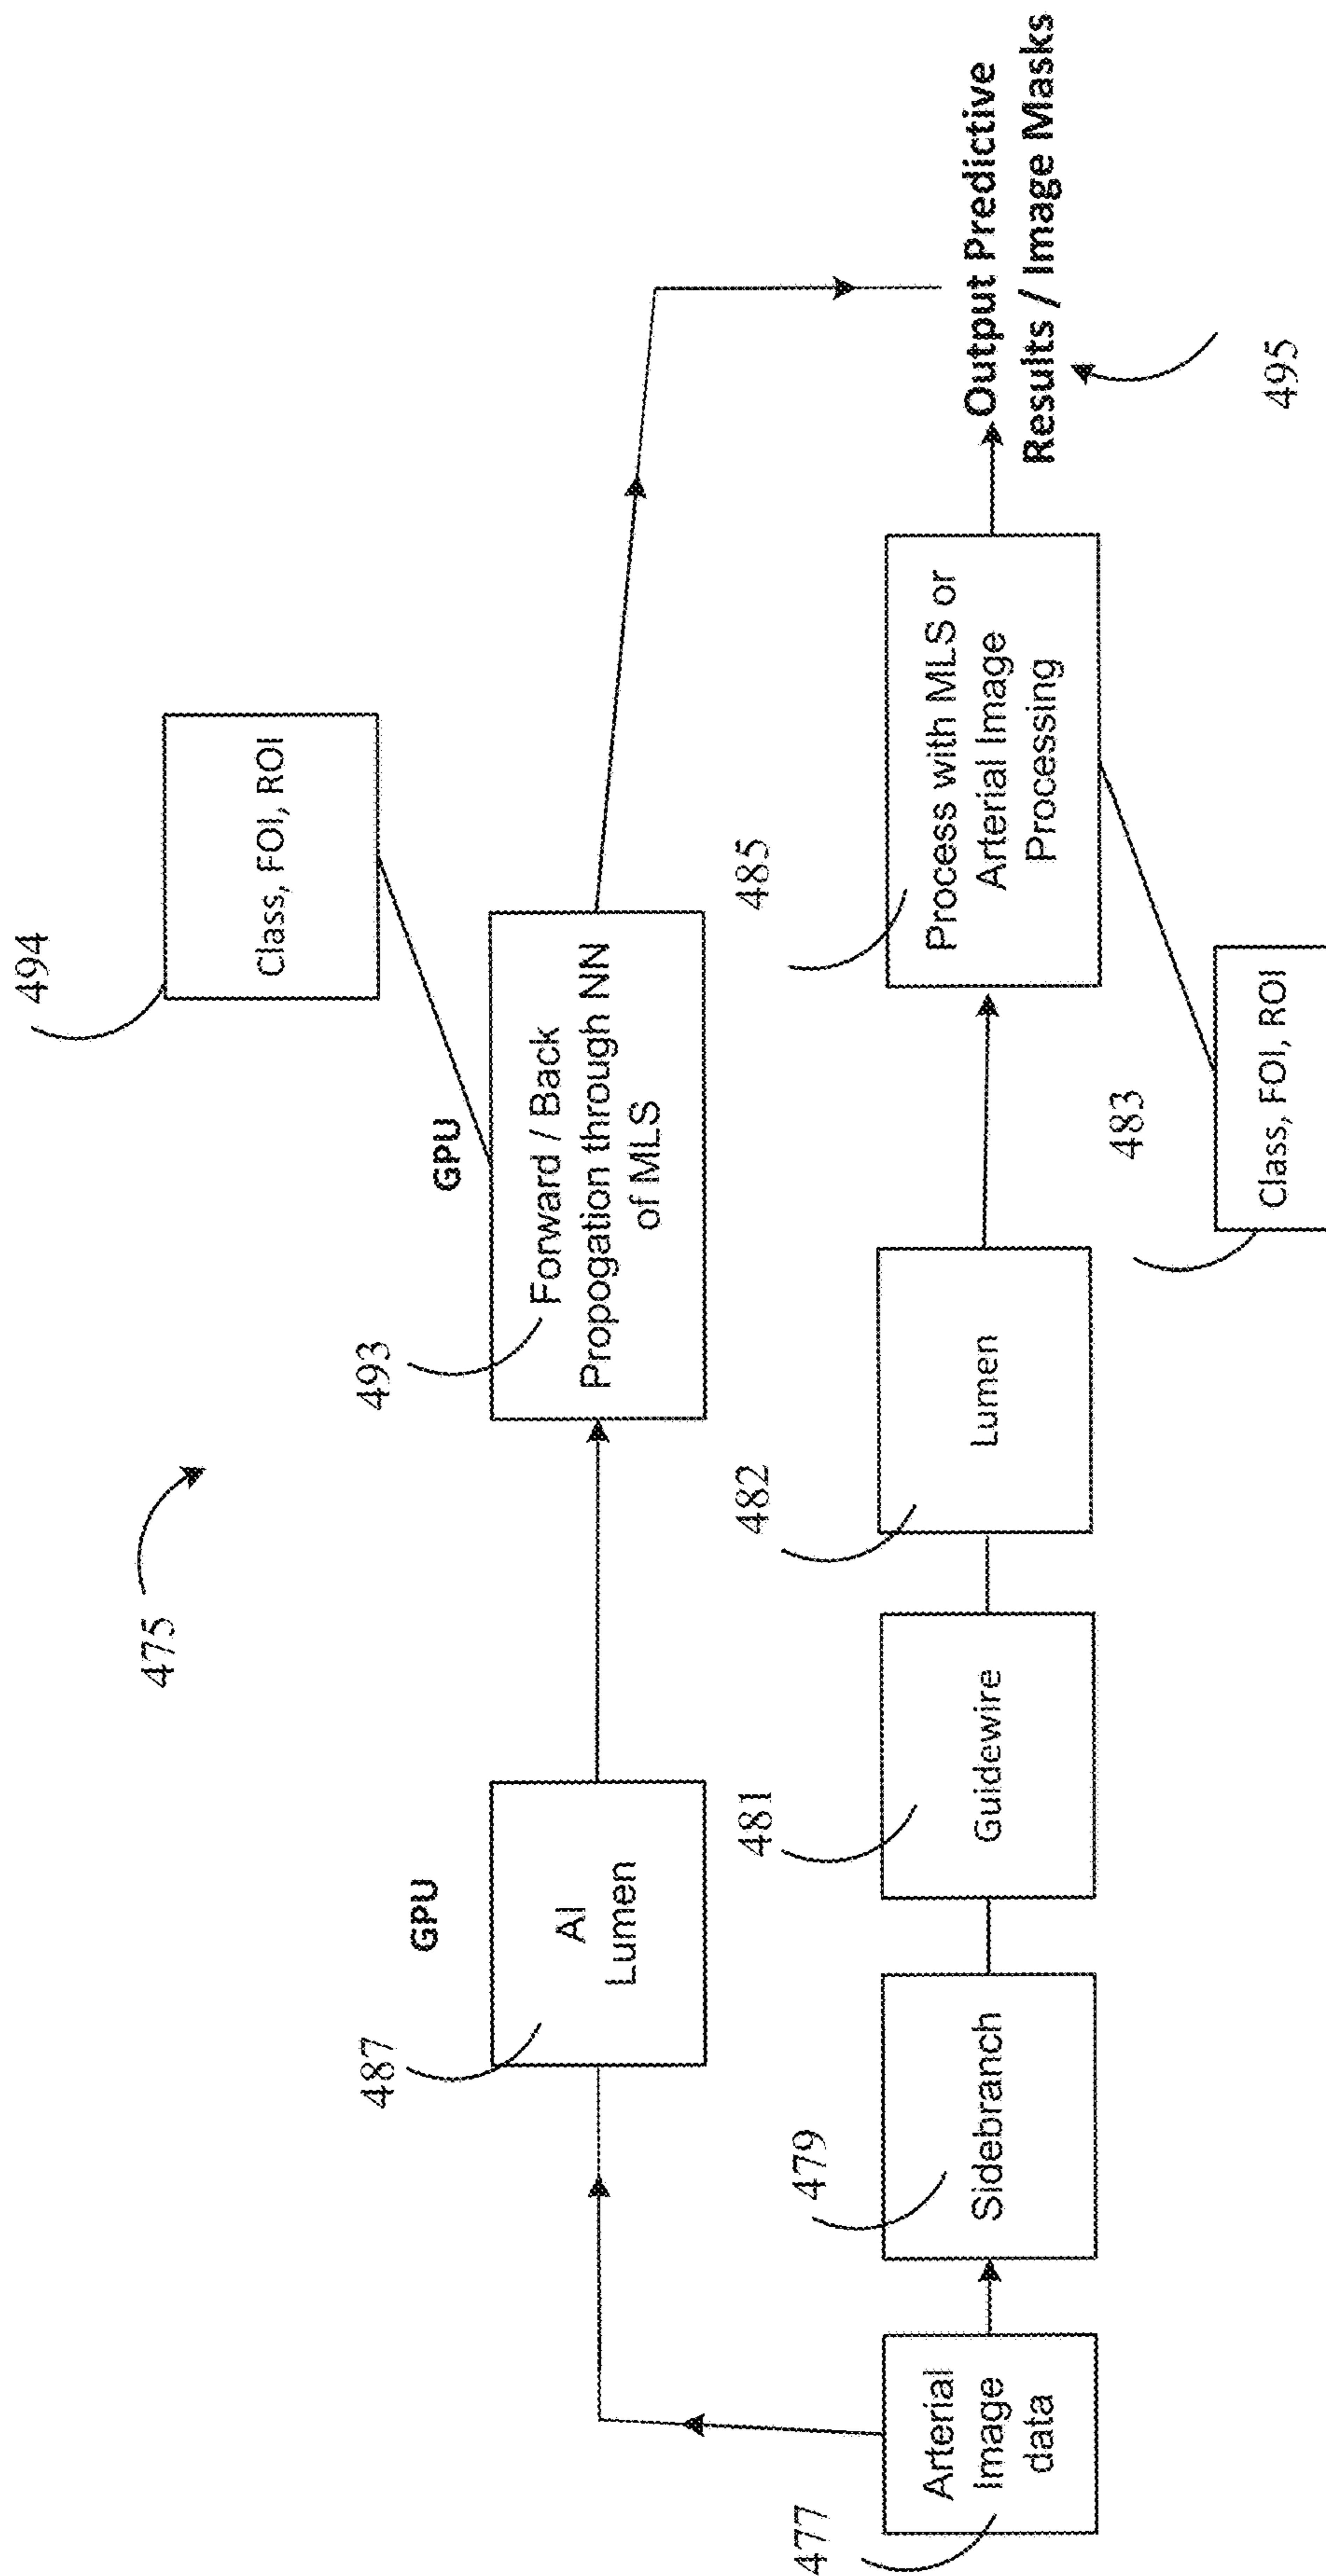 475
494
Class, FOI, ROI
GPU
487
AI
Lumen
GPU
493
Forward / Back
Propogation through NN
of MLS
477
Arterial
Image
data
479
Sidebranch
481
Guidewire
482
Lumen
485
Process with MLS or
Arterial Image
Processing
483
Class, FOI, ROI
Output Predictive
Results / Image Masks
495